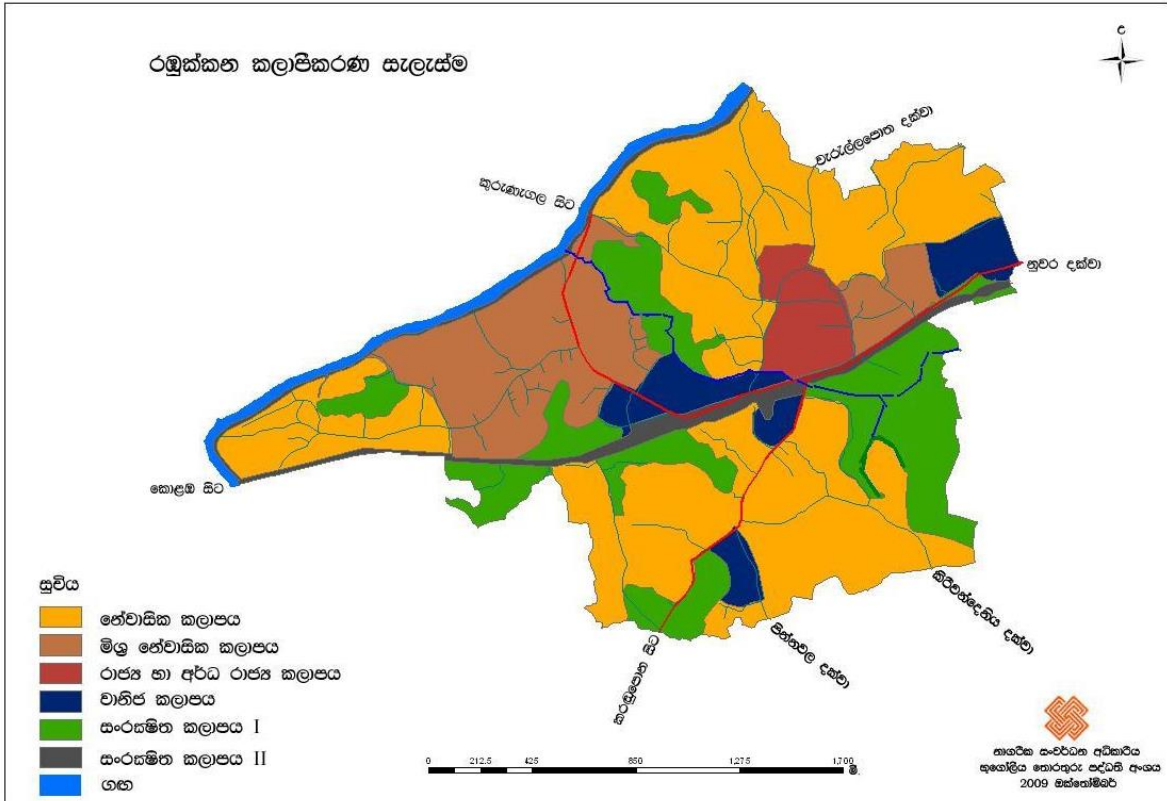 රඹුක්කන කලාපීකරණ සැලැස්ම
උ
වැරැල්ලපොත දක්වා
කුරුණෑගල සිට
නුවර දක්වා
කොළඹ සිට
කිරිවන්දෙනිය දක්වා
පින්නවල දක්වා
කරඬුපොන සිට
සුචිය
නේවාසික කලාපය
මිශ්‍ර නේවාසික කලාපය
රාජ්‍ය හා අර්ධ රාජ්‍ය කලාපය
වානිජ කලාපය
සංරක්‍ෂිත කලාපය I
සංරක්‍ෂිත කලාපය II
ගඟ
0 212.5 425 850 1,275 1,700
මී.
නාගරික සංවර්ධන අධිකාරිය
භූගෝලීය තොරතුරු පද්ධති අංශය
2009 ඔක්තෝම්බර්